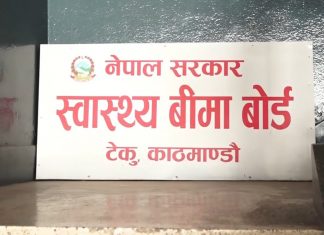 नेपाल सरकार
स्वास्थ्य बीमा बोर्ड
टेकु, काठमाण्डौ